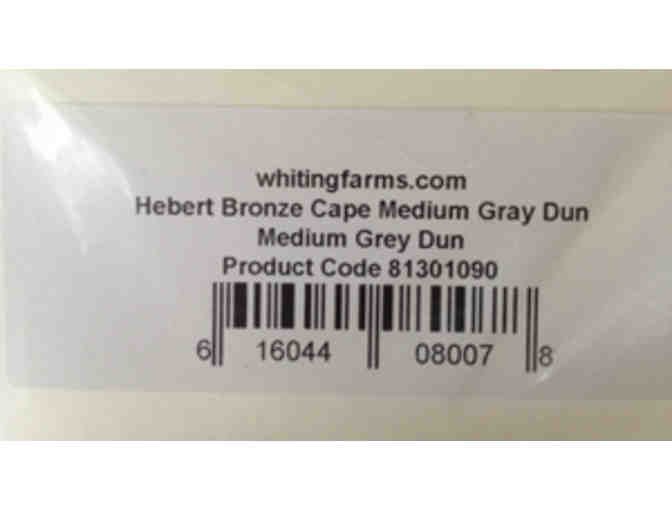 whitingfarms.com
Hebert Bronze Cape Medium Gray Dun
Medium Grey Dun
Product Code 81301090
6 16044 08007 8